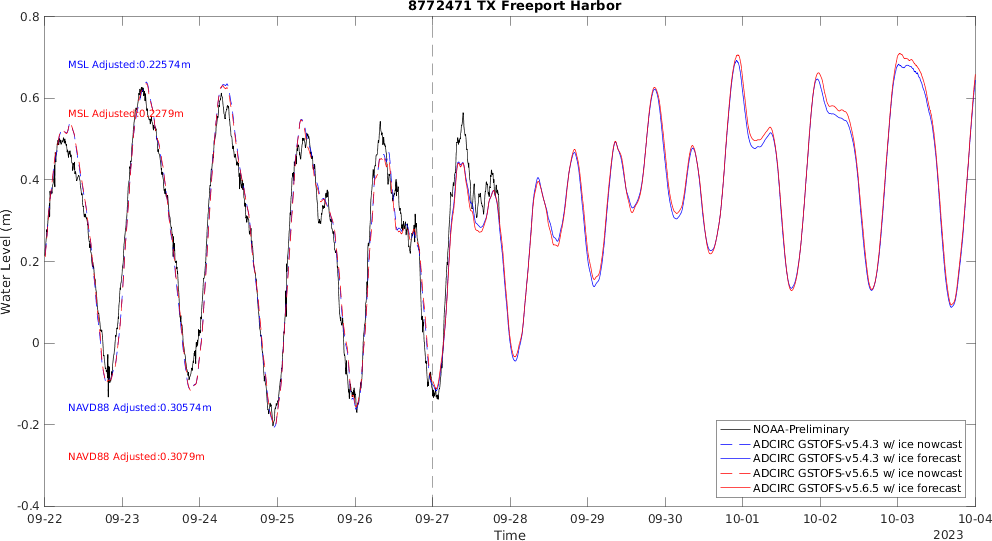 8772471 TX Freeport Harbor
Water Level (m)
0.8
0.6
0.4
0.2
0
-0.2
-0.4
MSL Adjusted:0.22574m
MSL Adjusted:0.2279m
NAVD88 Adjusted:0.30574m
NAVD88 Adjusted:0.3079m
NOAA-Preliminary
ADCIRC GSTOFS-v5.4.3 w/ ice nowcast
ADCIRC GSTOFS-v5.4.3 w/ ice forecast
ADCIRC GSTOFS-v5.6.5 w/ ice nowcast
ADCIRC GSTOFS-v5.6.5 w/ ice forecast
09-22 09-23 09-24 09-25 09-26 09-27 09-28 09-29 09-30 10-01 10-02 10-03 10-04
Time
2023